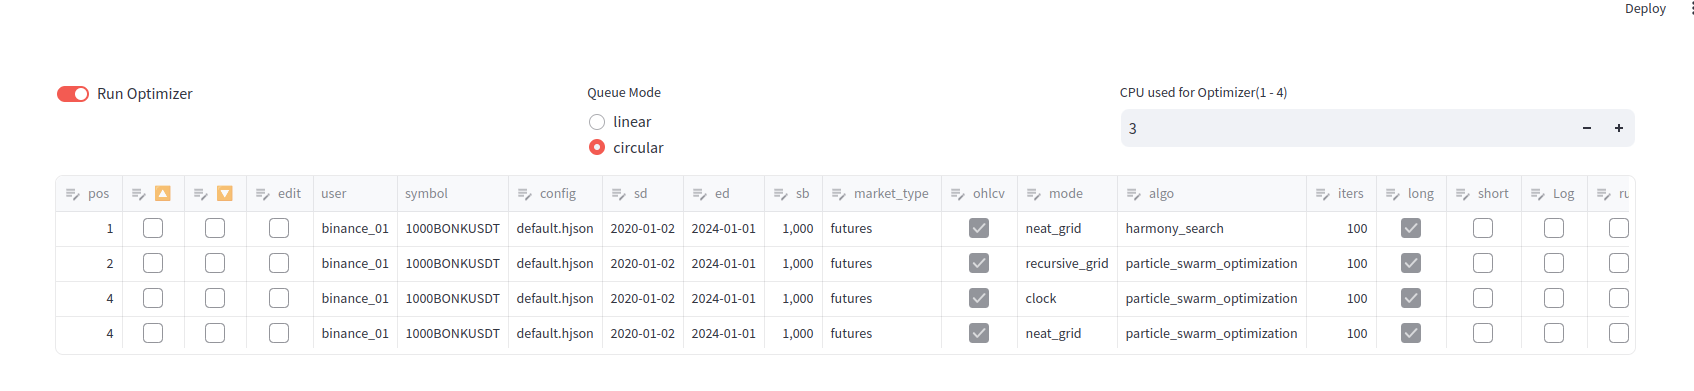 Deploy
Run Optimizer
Queue Mode
linear
circular
CPU used for Optimizer(1 - 4)
3 - +
pos 🔼 🔽 edit user symbol config sd ed sb market_type ohlcv mode algo iters long short Log ru
1 binance_01 1000BONKUSDT default.hjson 2020-01-02 2024-01-01 1,000 futures neat_grid harmony_search 100
2 binance_01 1000BONKUSDT default.hjson 2020-01-02 2024-01-01 1,000 futures recursive_grid particle_swarm_optimization 100
4 binance_01 1000BONKUSDT default.hjson 2020-01-02 2024-01-01 1,000 futures clock particle_swarm_optimization 100
4 binance_01 1000BONKUSDT default.hjson 2020-01-02 2024-01-01 1,000 futures neat_grid particle_swarm_optimization 100